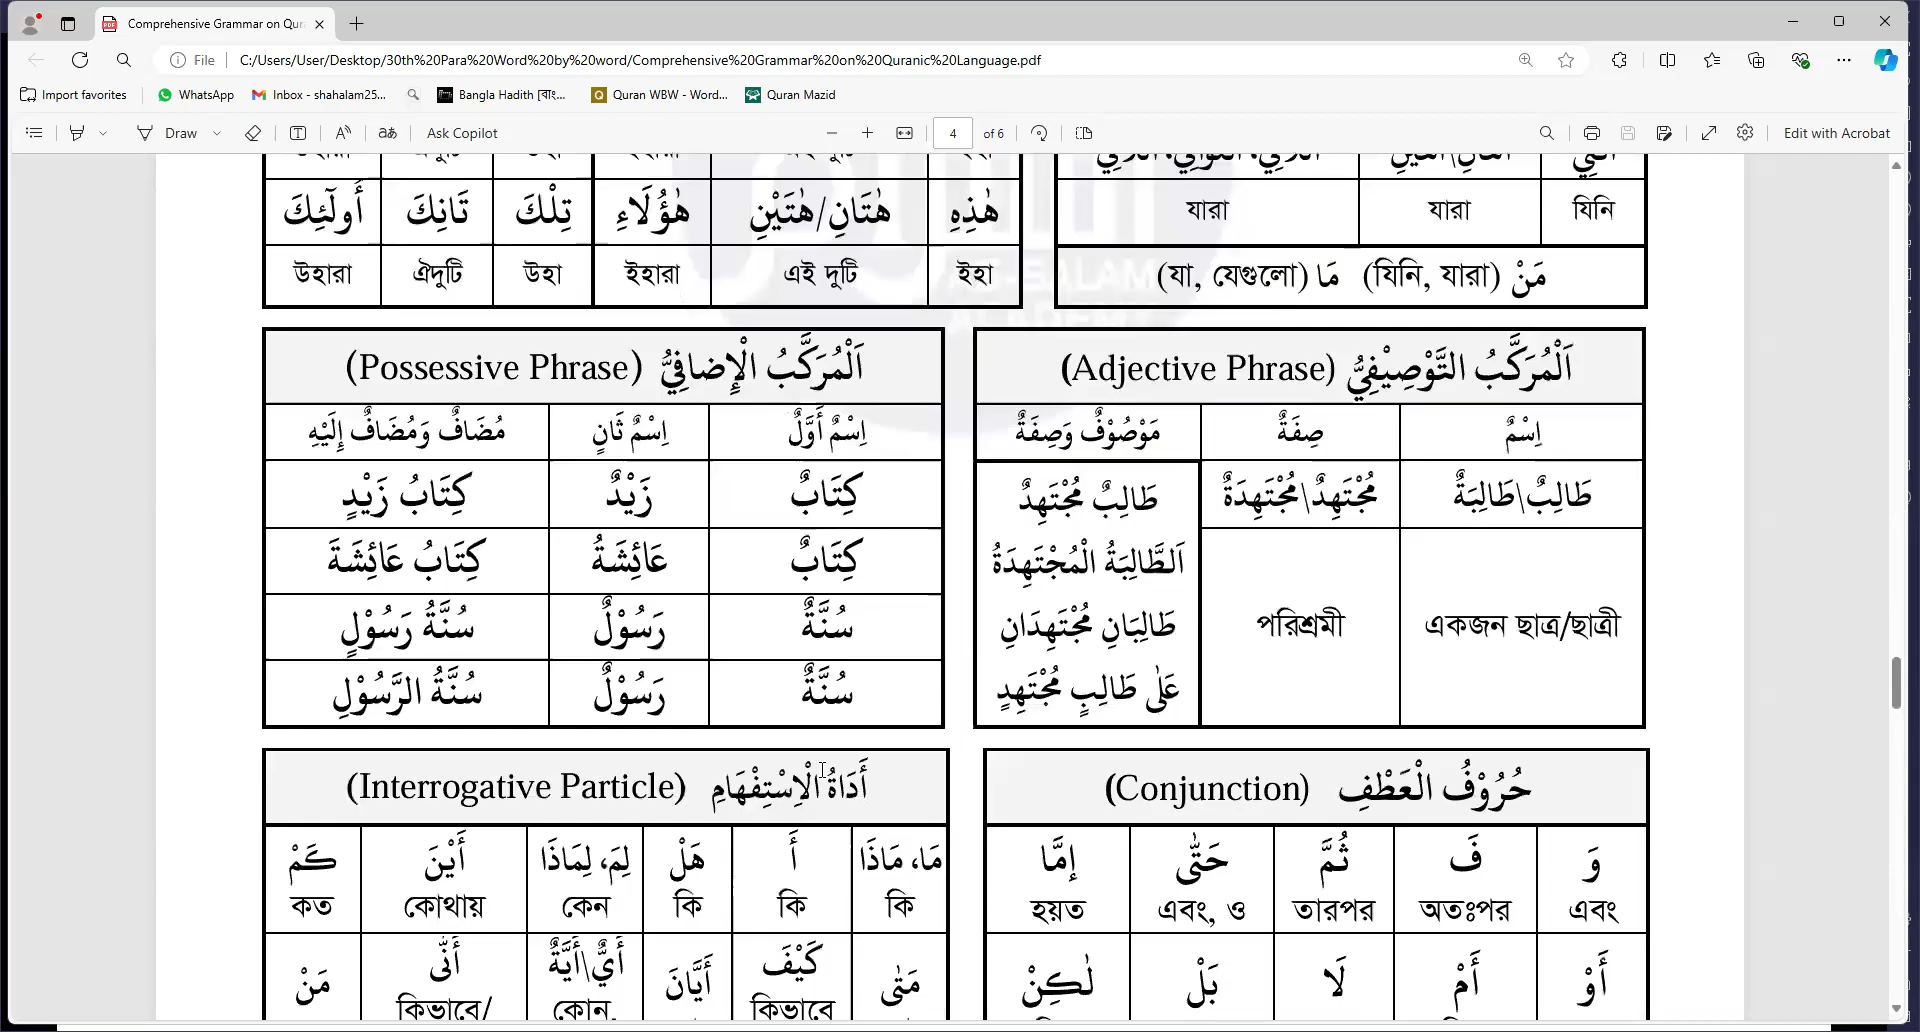 Comprehensive Grammar on Qur
File C:/Users/User/Desktop/30th%20Para%20Word%20by%20word/Comprehensive%20Grammar%20on%20Quranic%20Language.pdf
Import favorites WhatsApp Inbox - shahalam25... Bangla Hadith [বাং... Quran WBW - Word... Quran Mazid
Draw Ask Copilot 4 of 6 Edit with Acrobat
هٰذِهِ هٰتَانِ/هٰتَيْنِ هٰؤُلَاءِ تِلْكَ تَانِكَ أُولٓئِكَ
ইহা এই দুটি ইহারা উহা ঐদুটি উহারা
যিনি যারা যারা
مَنْ (যিনি, যারা) مَا (যা, যেগুলো)
اَلْمُرَكَّبُ الْإِضافِيُّ (Possessive Phrase)
اِسْمٌ أَوَّلٌ اِسْمٌ ثَانٍ مُضَافٌ وَمُضَافٌ إِلَيْهِ
كِتَابٌ زَيْدٌ كِتَابُ زَيْدٍ
كِتَابٌ عَائِشَةُ كِتَابُ عَائِشَةَ
سُنَّةٌ رَسُوْلٌ سُنَّةُ رَسُوْلٍ
سُنَّةٌ رَسُوْلٌ سُنَّةُ الرَّسُوْلِ
اَلْمُرَكَّبُ التَّوْصِيْفِيُّ (Adjective Phrase)
اِسْمٌ صِفَةٌ مَوْصُوْفٌ وَصِفَةٌ
طَالِبٌ\طَالِبَةٌ مُجْتَهِدٌ\مُجْتَهِدَةٌ طَالِبٌ مُجْتَهِدٌ
اَلطَّالِبَةُ الْمُجْتَهِدَةُ
একজন ছাত্র/ছাত্রী পরিশ্রমী طَالِبَانِ مُجْتَهِدَانِ
عَلٰى طَالِبٍ مُجْتَهِدٍ
أَدَاةُ الْاِسْتِفْهَامِ (Interrogative Particle)
مَا، مَاذَا أَ هَلْ لِمَ، لِمَاذَا أَيْنَ كَمْ
কি কি কি কেন কোথায় কত
مَتٰى كَيْفَ أَيَّانَ أَيٌّ\أَيَّةٌ أَنّٰى مَنْ
কিভাবে কোন, কিভাবে/
حُرُوْفُ الْعَطْفِ (Conjunction)
وَ فَ ثُمَّ حَتّٰى إمَّا
এবং অতঃপর তারপর এবং, ও হয়ত
أَوْ أَمْ لَا بَلْ لٰكِنْ